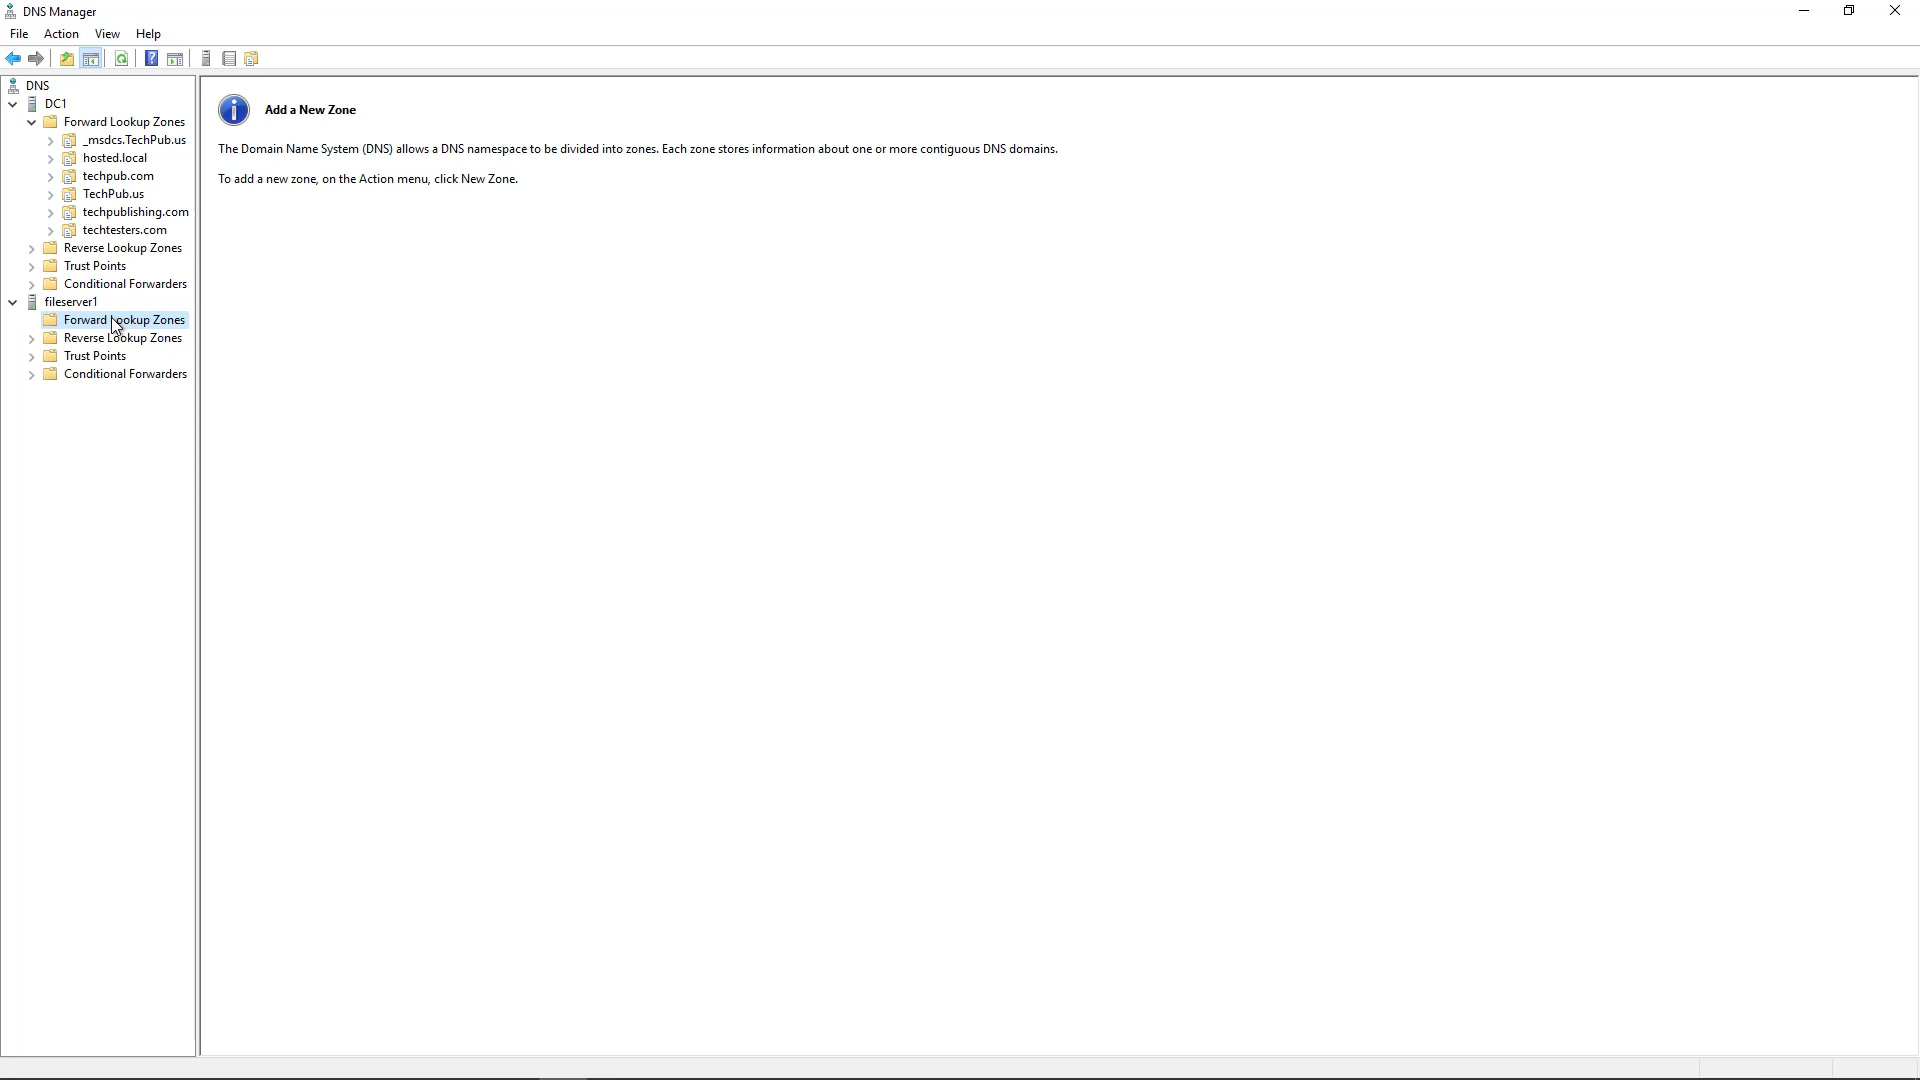 DNS Manager
File Action View Help
DNS
DC1
Forward Lookup Zones
_msdcs.TechPub.us
hosted.local
techpub.com
TechPub.us
techpublishing.com
techtesters.com
Reverse Lookup Zones
Trust Points
Conditional Forwarders
fileserver1
Forward Lookup Zones
Reverse Lookup Zones
Trust Points
Conditional Forwarders
Add a New Zone
The Domain Name System (DNS) allows a DNS namespace to be divided into zones. Each zone stores information about one or more contiguous DNS domains.
To add a new zone, on the Action menu, click New Zone.